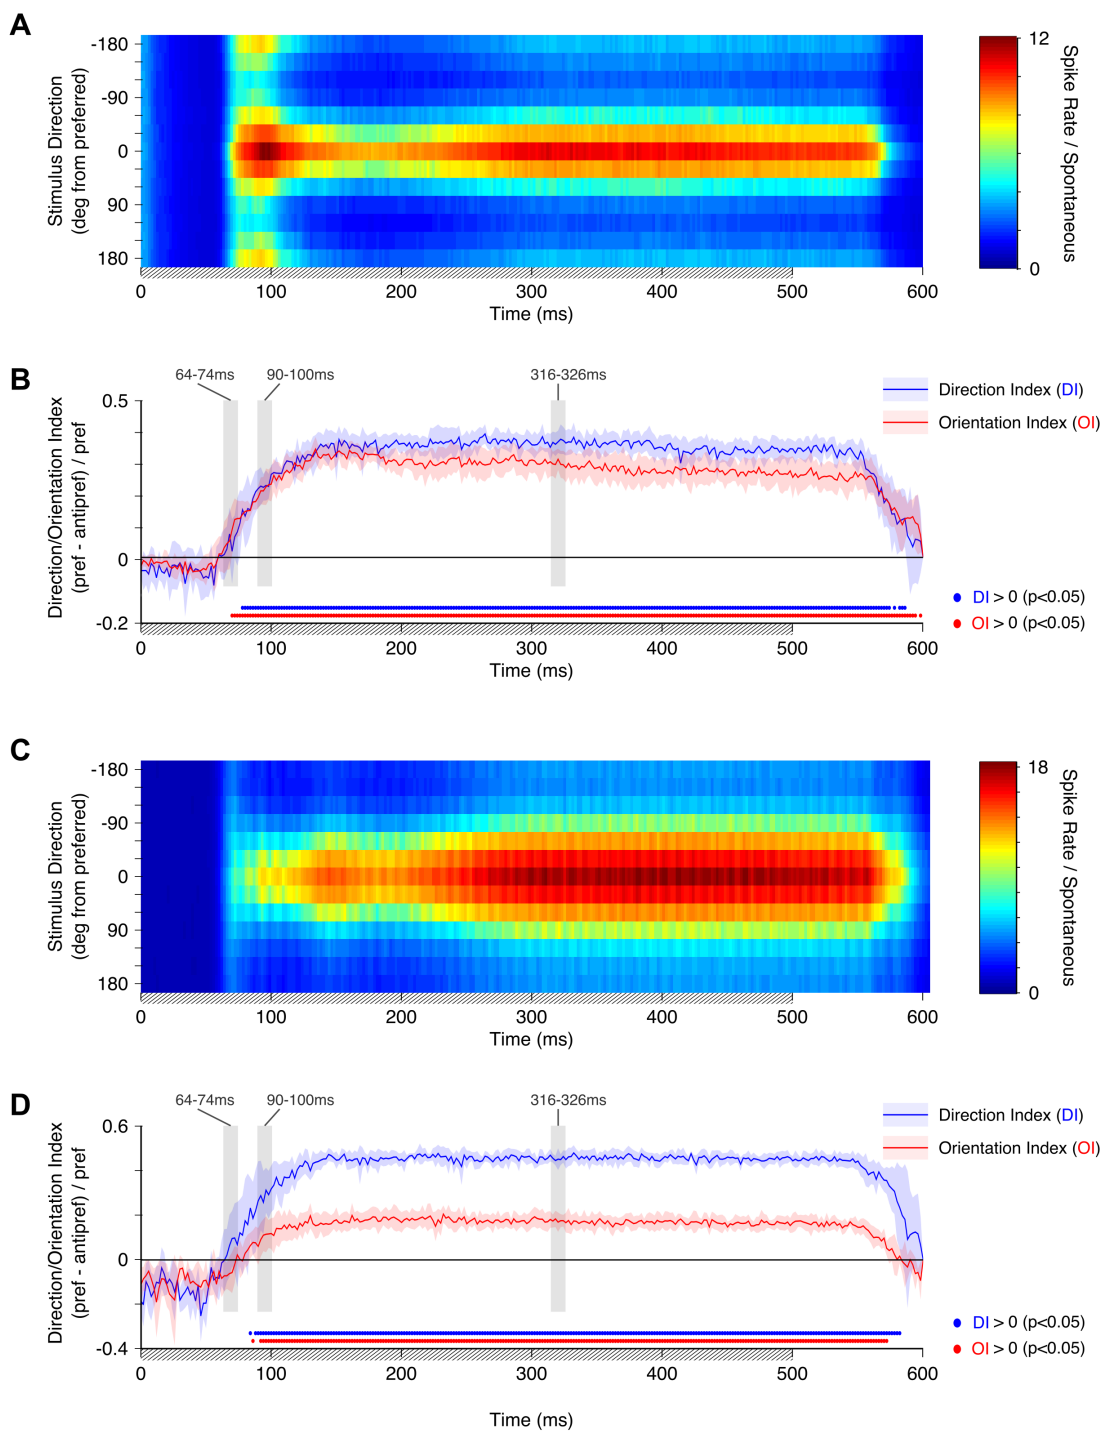 A
Stimulus Direction
(deg from preferred)
-180
-90
0
90
180
0
100
200
300
400
500
600
Time (ms)
12
0
Spike Rate / Spontaneous
B
64-74ms
90-100ms
316-326ms
Direction/Orientation Index
(pref - antipref) / pref
0.5
0
-0.2
Direction Index (DI)
Orientation Index (OI)
DI > 0 (p<0.05)
OI > 0 (p<0.05)
0
100
200
300
400
500
600
Time (ms)
C
Stimulus Direction
(deg from preferred)
-180
-90
0
90
180
0
100
200
300
400
500
600
Time (ms)
18
0
Spike Rate / Spontaneous
D
64-74ms
90-100ms
316-326ms
Direction/Orientation Index
(pref - antipref) / pref
0.6
0
-0.4
Direction Index (DI)
Orientation Index (OI)
DI > 0 (p<0.05)
OI > 0 (p<0.05)
0
100
200
300
400
500
600
Time (ms)